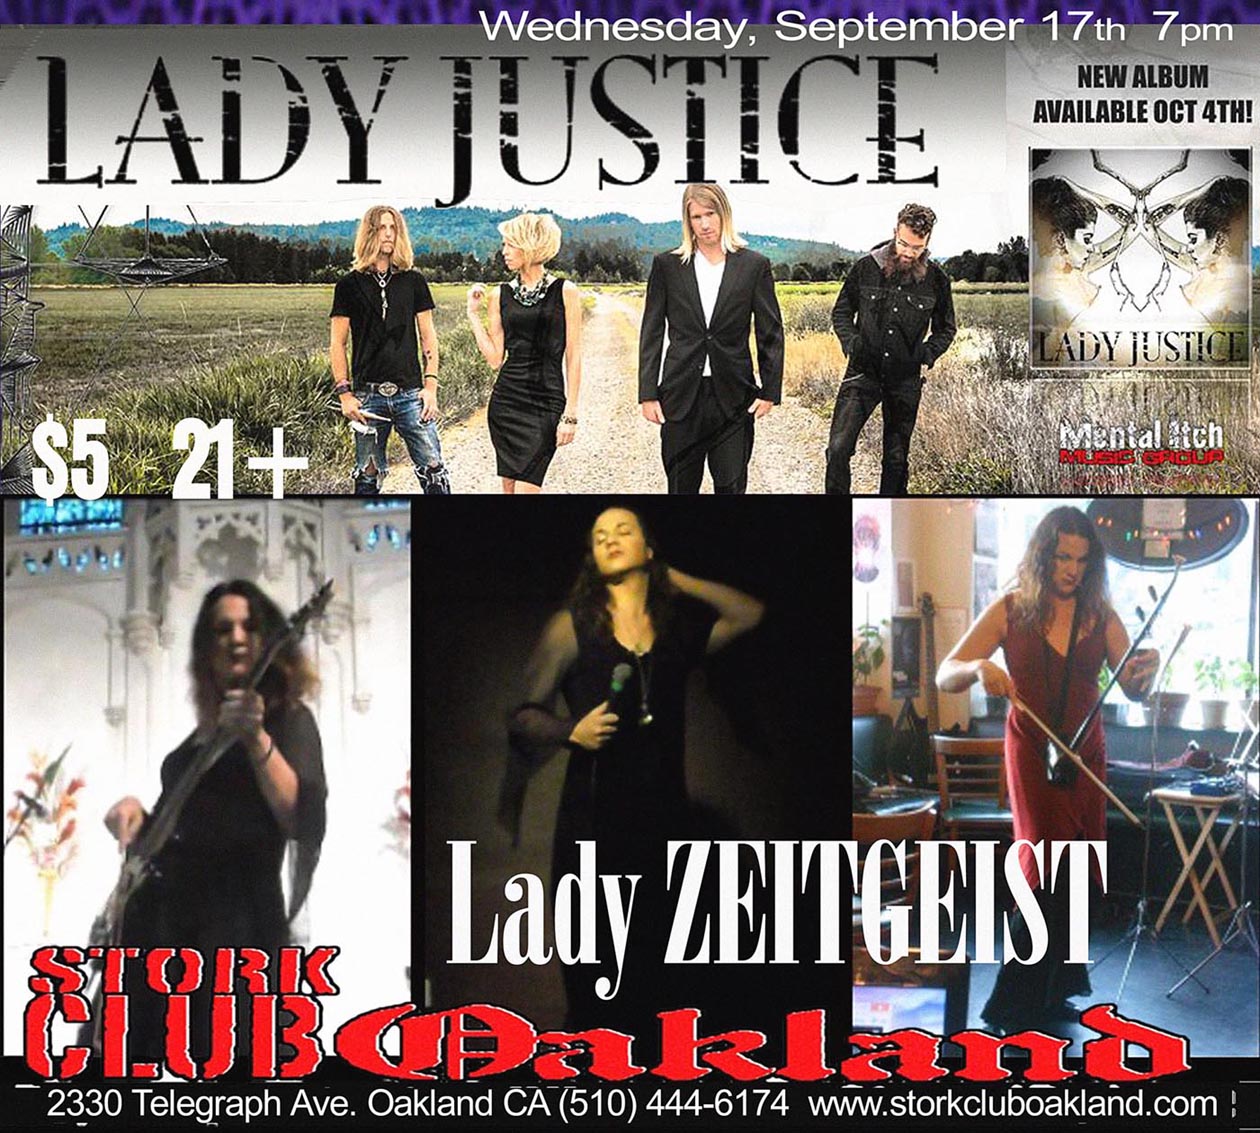 Wednesday, September 17th 7pm
LADY JUSTICE
NEW ALBUM
AVAILABLE OCT 4TH!
LADY JUSTICE
Mental Itch
MUSIC GROUP
$5 21+
Lady ZEITGEIST
STORK
CLUB Oakland
2330 Telegraph Ave. Oakland CA (510) 444-6174 www.storkcluboakland.com